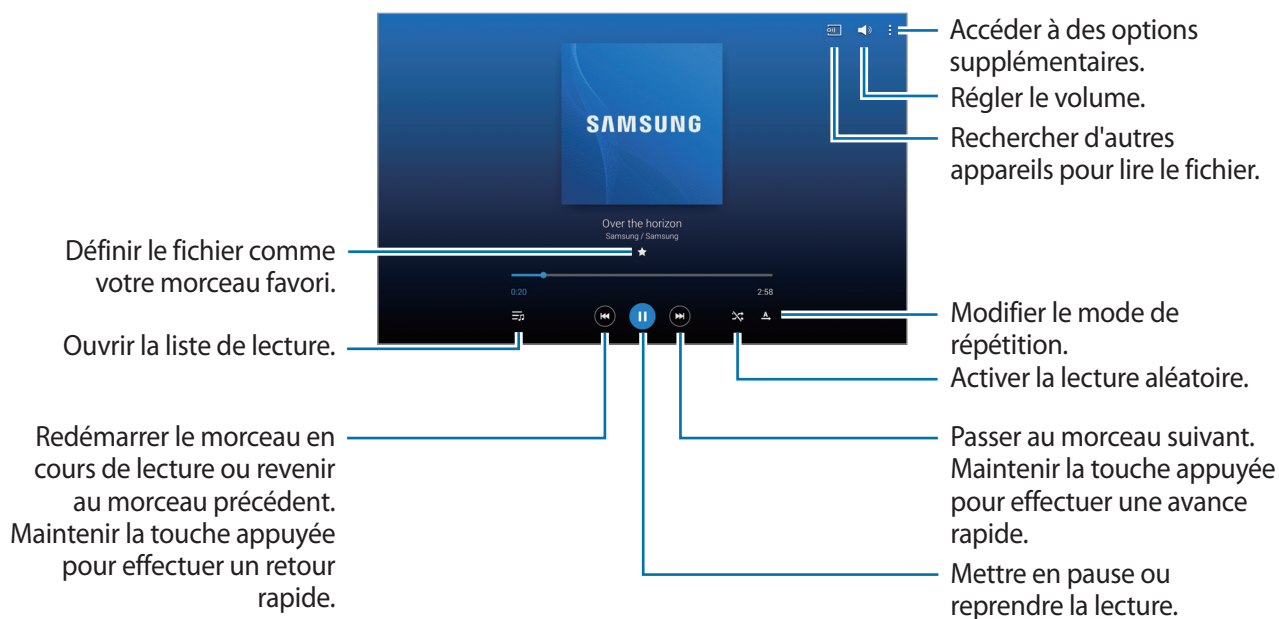 Accéder à des options
supplémentaires.
Régler le volume.
Rechercher d'autres
appareils pour lire le fichier.
SAMSUNG
Over the horizon
Samsung / Samsung
Définir le fichier comme
votre morceau favori.
0:20
2:58
Ouvrir la liste de lecture.
A
Modifier le mode de
répétition.
Activer la lecture aléatoire.
Redémarrer le morceau en
cours de lecture ou revenir
au morceau précédent.
Maintenir la touche appuyée
pour effectuer un retour
rapide.
Passer au morceau suivant.
Maintenir la touche appuyée
pour effectuer une avance
rapide.
Mettre en pause ou
reprendre la lecture.